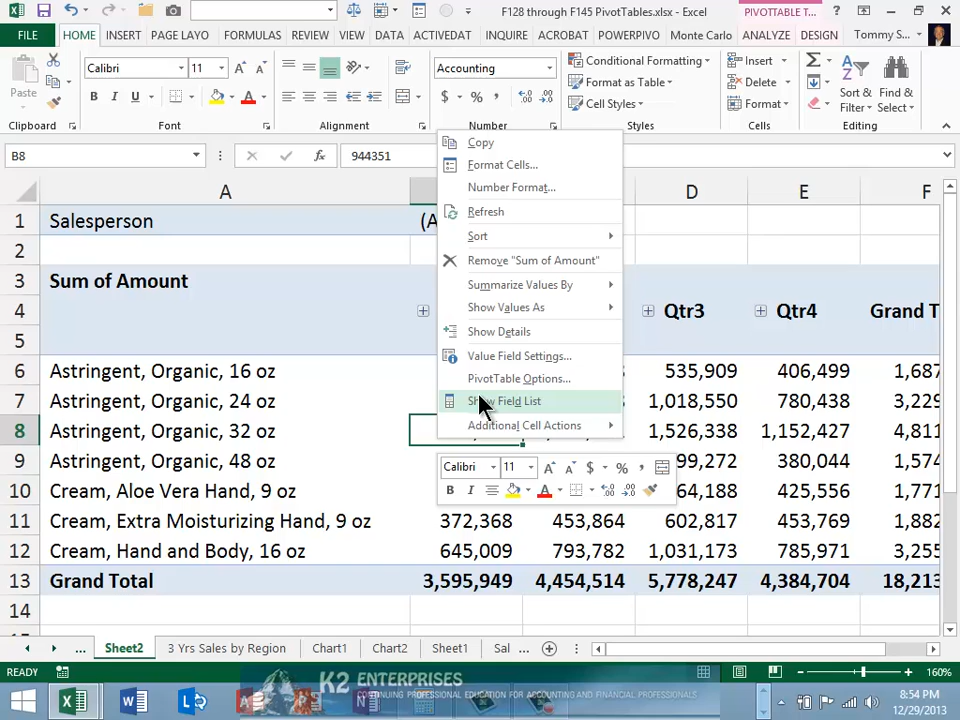 F128 through F145 PivotTables.xlsx - Excel
PIVOTTABLE T...
FILE HOME INSERT PAGE LAYO FORMULAS REVIEW VIEW DATA ACTIVEDAT INQUIRE ACROBAT POWERPIVO Monte Carlo ANALYZE DESIGN Tommy S...
Paste
Calibri 11
B I U A
Accounting
$ % ,
Conditional Formatting
Format as Table
Cell Styles
Insert
Delete
Format
Sort & Filter
Find & Select
Clipboard Font Alignment Number Styles Cells Editing
B8 fx 944351
A D E F
1 Salesperson (A
2
3 Sum of Amount
4 Qtr3 Qtr4 Grand T
5
6 Astringent, Organic, 16 oz 535,909 406,499 1,687
7 Astringent, Organic, 24 oz 1,018,550 780,438 3,229
8 Astringent, Organic, 32 oz 1,526,338 1,152,427 4,811
9 Astringent, Organic, 48 oz 99,272 380,044 1,574
10 Cream, Aloe Vera Hand, 9 oz 64,188 425,556 1,771
11 Cream, Extra Moisturizing Hand, 9 oz 372,368 453,864 602,817 453,769 1,882
12 Cream, Hand and Body, 16 oz 645,009 793,782 1,031,173 785,971 3,255
13 Grand Total 3,595,949 4,454,514 5,778,247 4,384,704 18,213
14
Copy
Format Cells...
Number Format...
Refresh
Sort
Remove "Sum of Amount"
Summarize Values By
Show Values As
Show Details
Value Field Settings...
PivotTable Options...
Show Field List
Additional Cell Actions
Calibri 11 A A $ % ,
B I A
... Sheet2 3 Yrs Sales by Region Chart1 Chart2 Sheet1 Sal ...
READY 160%
K2 ENTERPRISES
CONTINUING PROFESSIONAL EDUCATION FOR ACCOUNTING AND FINANCIAL PROFESSIONALS
8:54 PM
12/29/2013